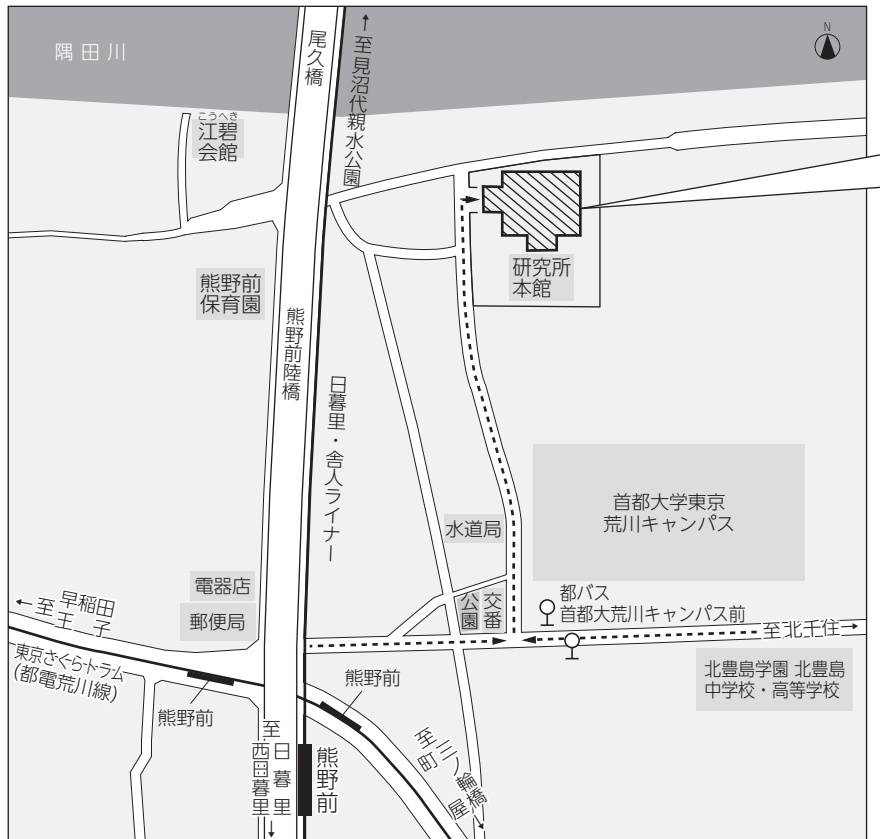 隅田川
尾久橋
至見沼代親水公園
N
こうへき
江碧
会館
研究所
本館
熊野前
保育園
熊野前陸橋
日暮里・舎人ライナー
首都大学東京
荒川キャンパス
水道局
電器店
郵便局
公園
交番
都バス
首都大荒川キャンパス前
至北千住
至
早稲田
王子
東京さくらトラム
(都電荒川線)
熊野前
熊野前
北豊島学園 北豊島
中学校・高等学校
至
日暮里
西日暮里
熊野前
至
三ノ輪橋
町屋